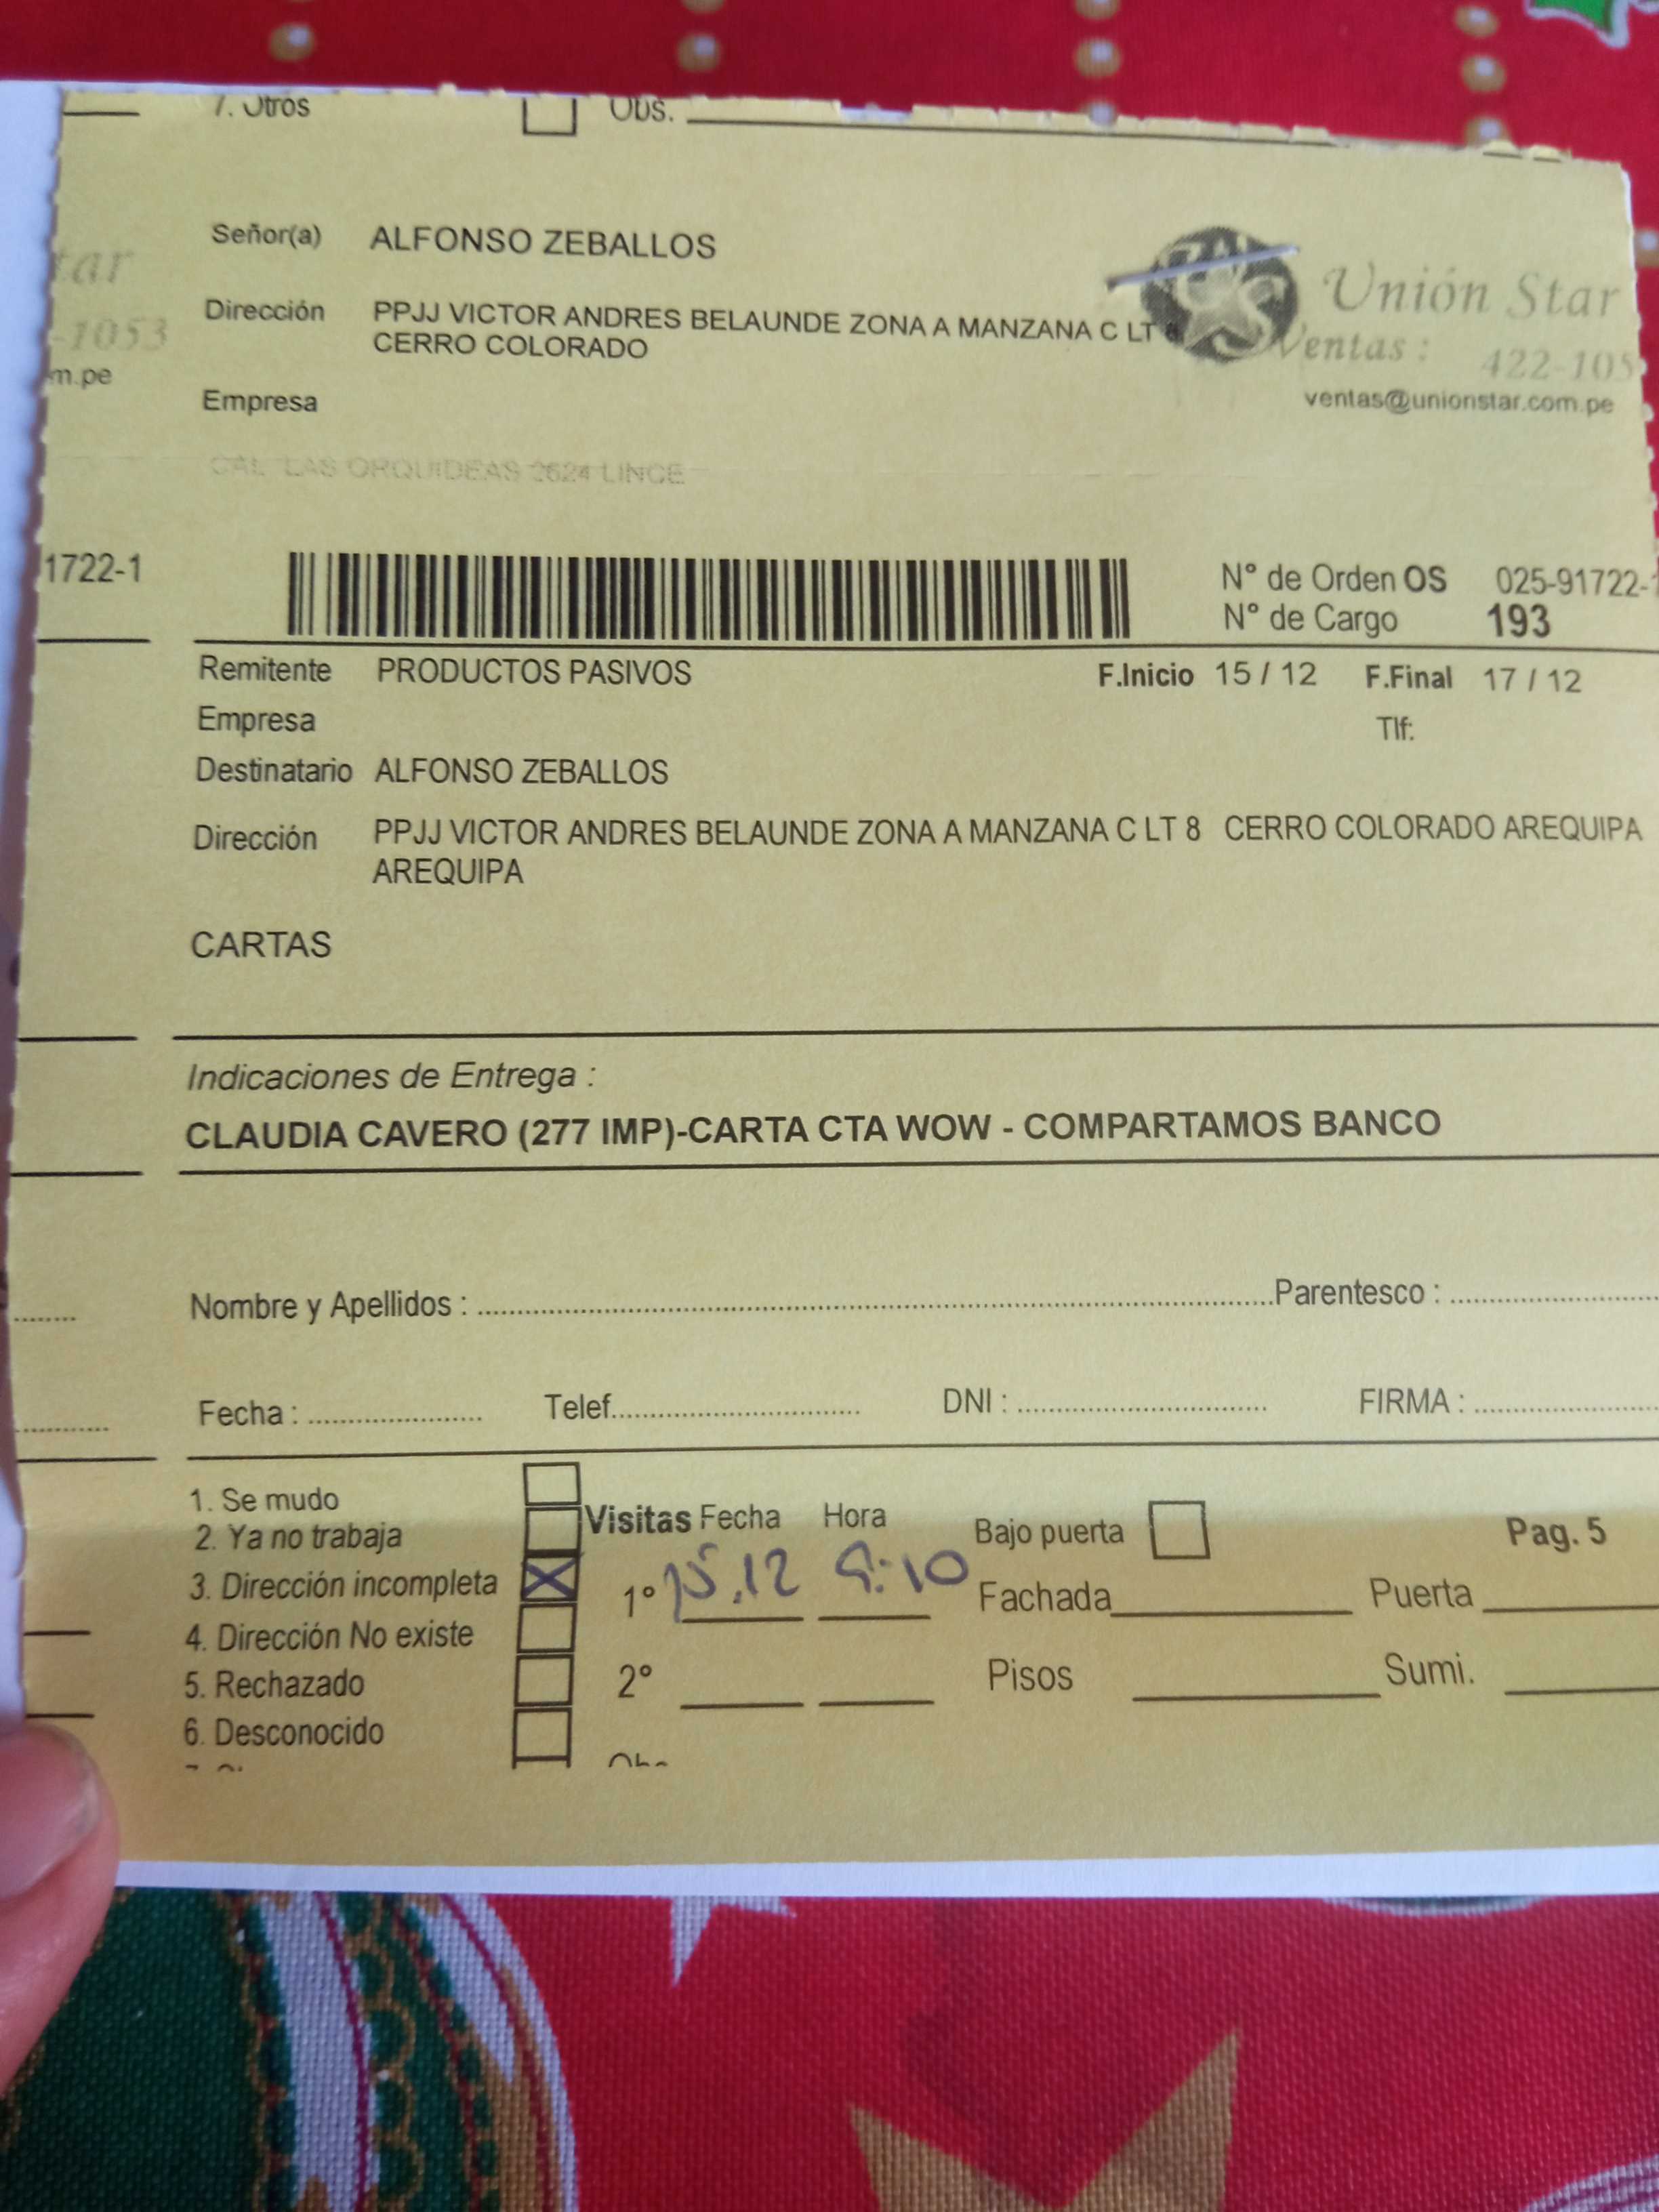 7. Otros Obs.
Señor(a) ALFONSO ZEBALLOS
tar
Unión Star
Dirección PPJJ VICTOR ANDRES BELAUNDE ZONA A MANZANA C LT
CERRO COLORADO
-1053
Ventas : 422-105
m.pe
ventas@unionstar.com.pe
Empresa
CAL LAS ORQUIDEAS 2624 LINCE
1722-1
N° de Orden OS 025-91722-
N° de Cargo 193
Remitente PRODUCTOS PASIVOS F.Inicio 15 / 12 F.Final 17 / 12
Empresa Tlf:
Destinatario ALFONSO ZEBALLOS
Dirección PPJJ VICTOR ANDRES BELAUNDE ZONA A MANZANA C LT 8 CERRO COLORADO AREQUIPA
AREQUIPA
CARTAS
Indicaciones de Entrega :
CLAUDIA CAVERO (277 IMP)-CARTA CTA WOW - COMPARTAMOS BANCO
Nombre y Apellidos : Parentesco :
Fecha : Telef. DNI : FIRMA :
1. Se mudo
Visitas Fecha Hora Bajo puerta Pag. 5
2. Ya no trabaja
3. Dirección incompleta
1° 15.12 9:10 Fachada Puerta
4. Dirección No existe
5. Rechazado 2° Pisos Sumi.
6. Desconocido